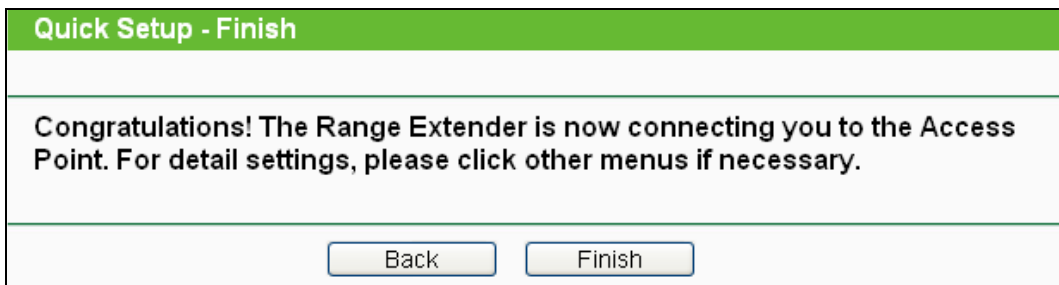 Quick Setup - Finish
Congratulations! The Range Extender is now connecting you to the Access
Point. For detail settings, please click other menus if necessary.
Back Finish